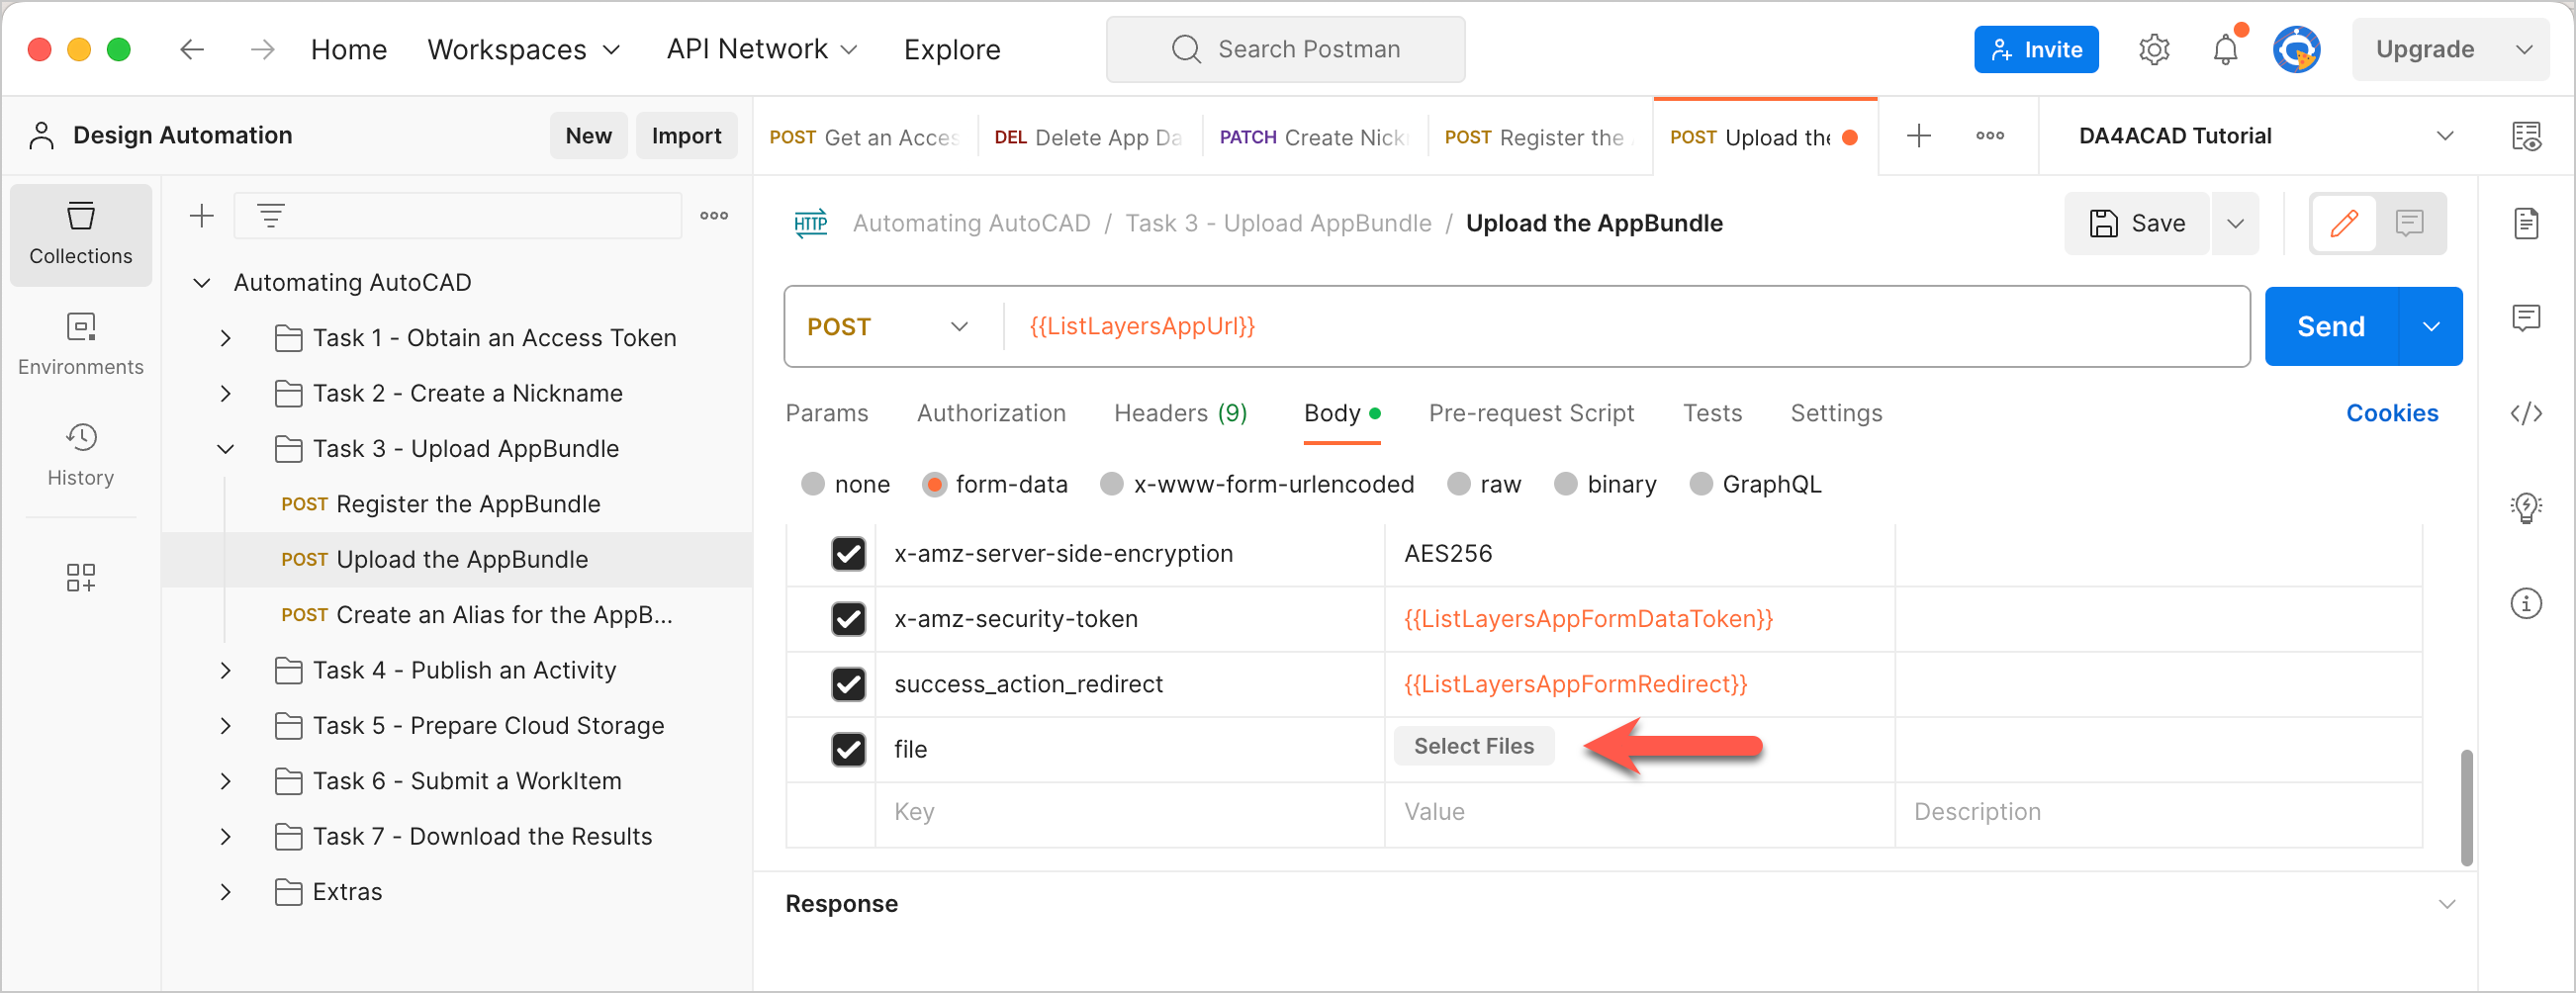 Home Workspaces API Network Explore Search Postman Invite Upgrade
Design Automation New Import
POST Get an Acces DEL Delete App Da PATCH Create Nick POST Register the POST Upload the DA4ACAD Tutorial
Collections
Environments
History
Automating AutoCAD
Task 1 - Obtain an Access Token
Task 2 - Create a Nickname
Task 3 - Upload AppBundle
POST Register the AppBundle
POST Upload the AppBundle
POST Create an Alias for the AppB...
Task 4 - Publish an Activity
Task 5 - Prepare Cloud Storage
Task 6 - Submit a WorkItem
Task 7 - Download the Results
Extras
HTTP Automating AutoCAD / Task 3 - Upload AppBundle / Upload the AppBundle Save
POST {{ListLayersAppUrl}} Send
Params Authorization Headers (9) Body Pre-request Script Tests Settings Cookies
none form-data x-www-form-urlencoded raw binary GraphQL
x-amz-server-side-encryption AES256
x-amz-security-token {{ListLayersAppFormDataToken}}
success_action_redirect {{ListLayersAppFormRedirect}}
file Select Files
Key Value Description
Response